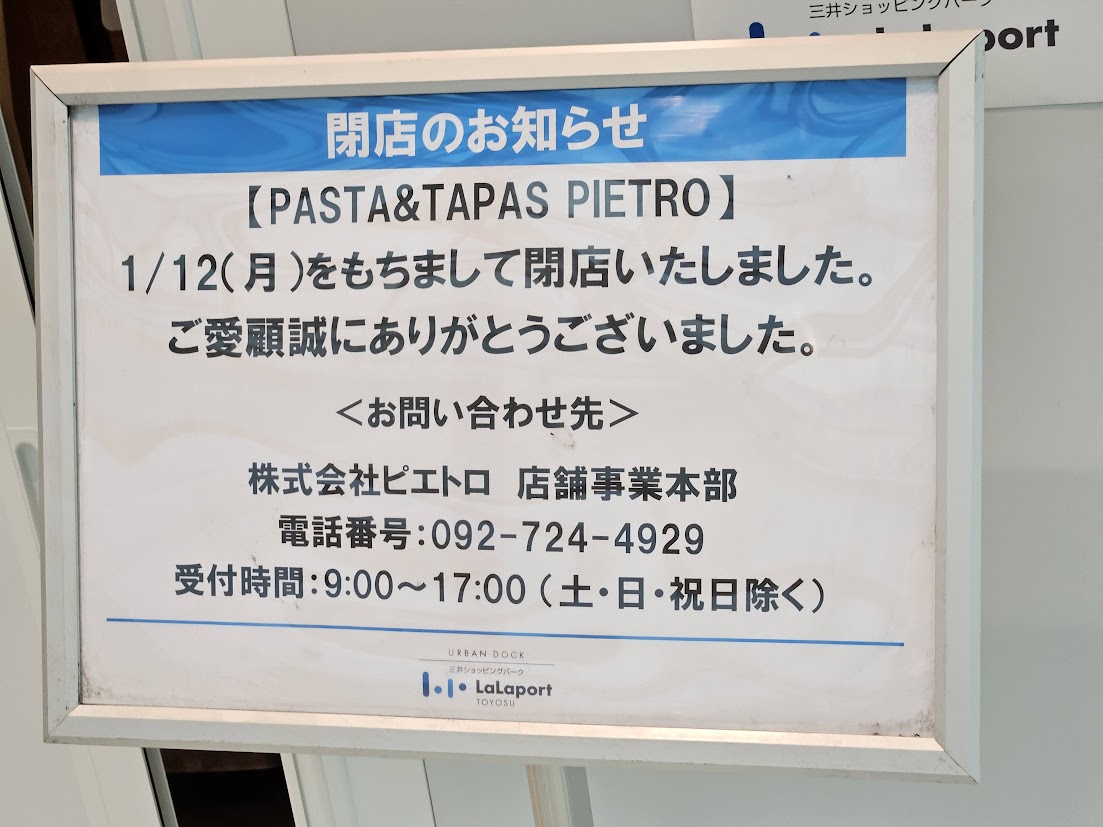 三井ショッピングパーク
LaLaport
閉店のお知らせ
【PASTA&TAPAS PIETRO】
1/12(月)をもちまして閉店いたしました。
ご愛顧誠にありがとうございました。
<お問い合わせ先>
株式会社ピエトロ 店舗事業本部
電話番号:092-724-4929
受付時間:9:00~17:00(土・日・祝日除く)
URBAN DOCK
三井ショッピングパーク
LaLaport
TOYOSU